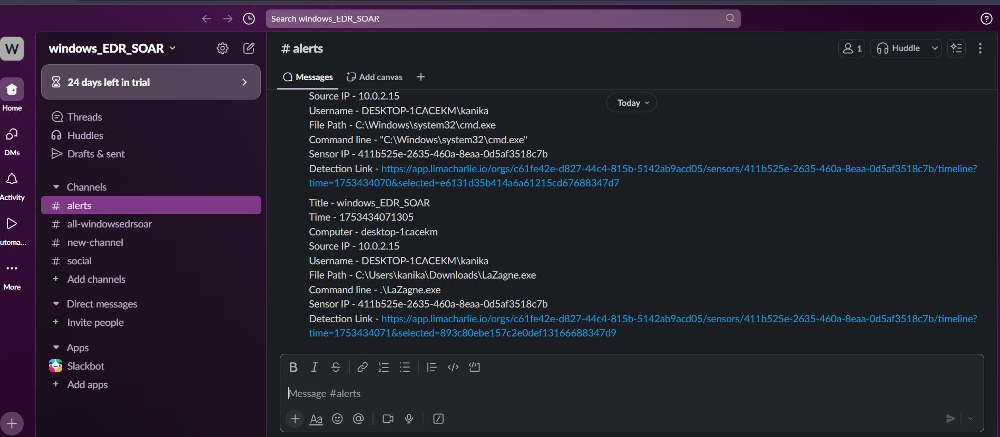 Search windows_EDR_SOAR
W
windows_EDR_SOAR
24 days left in trial
Home
DMs
Activity
utoma...
More
Threads
Huddles
Drafts & sent
Channels
# alerts
# all-windowsedrsoar
# new-channel
# social
+ Add channels
Direct messages
+ Invite people
Apps
Slackbot
+ Add apps
# alerts
1
Huddle
Messages
Add canvas
Today
Source IP - 10.0.2.15
Username - DESKTOP-1CACEKM\kanika
File Path - C:\Windows\system32\cmd.exe
Command line - "C:\Windows\system32\cmd.exe"
Sensor IP - 411b525e-2635-460a-8eaa-0d5af3518c7b
Detection Link - https://app.limacharlie.io/orgs/c61fe42e-d827-44c4-815b-5142ab9acd05/sensors/411b525e-2635-460a-8eaa-0d5af3518c7b/timeline?
time=1753434070&selected=e6131d35b414a6a61215cd67688347d7
Title - windows_EDR_SOAR
Time - 1753434071305
Computer - desktop-1cacekm
Source IP - 10.0.2.15
Username - DESKTOP-1CACEKM\kanika
File Path - C:\Users\kanika\Downloads\LaZagne.exe
Command line - .\LaZagne.exe
Sensor IP - 411b525e-2635-460a-8eaa-0d5af3518c7b
Detection Link - https://app.limacharlie.io/orgs/c61fe42e-d827-44c4-815b-5142ab9acd05/sensors/411b525e-2635-460a-8eaa-0d5af3518c7b/timeline?
time=1753434071&selected=893c80ebe157c2e0def13166688347d9
B I S
Message #alerts
Aa